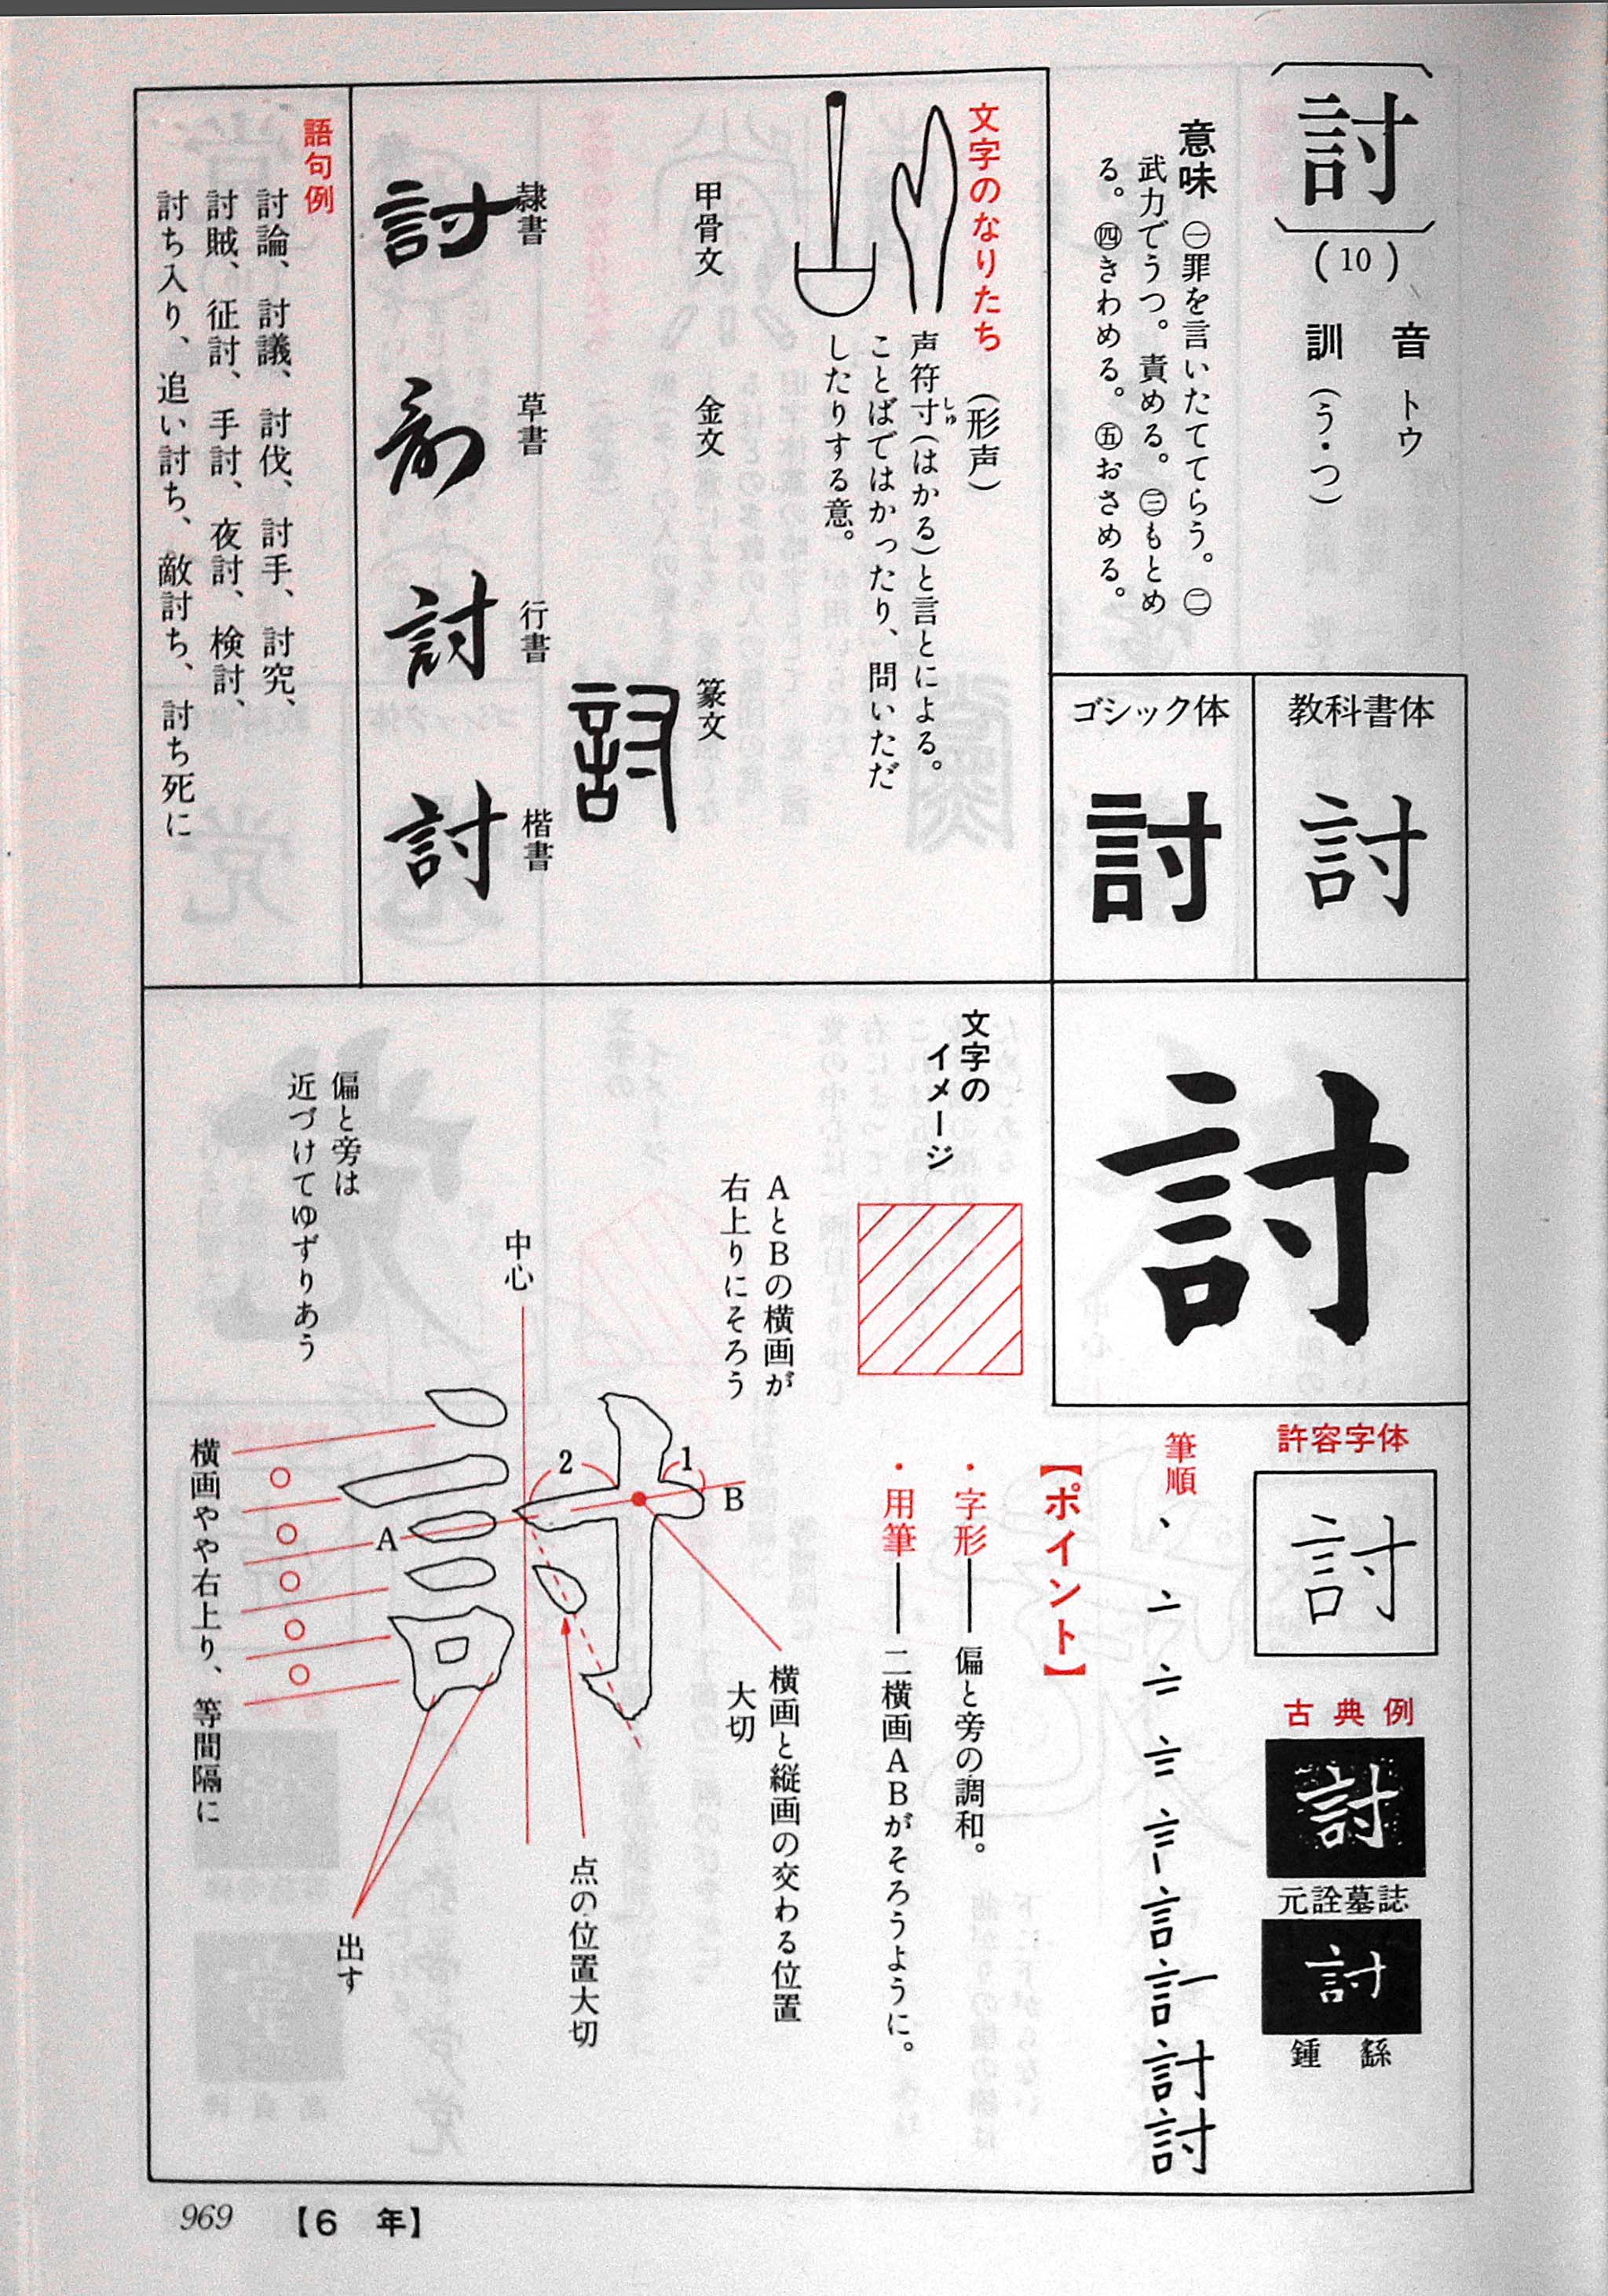 討
(10)
音 トウ
訓 (う・つ)
意味 ㊀罪を言いたててらう。㊁
武力でうつ。責める。㊂もとめ
る。㊃きわめる。㊄おさめる。
教科書体
討
ゴシック体
討
文字のなりたち (形声)
声符寸(はかる)と言とによる。
しゅ
ことばではかったり、問いただ
したりする意。
甲骨文
金文
篆文
討
隷書
討
草書
討
行書
討
楷書
討
語句例
討論、討議、討伐、討手、討究、
討賊、征討、手討、夜討、検討、
討ち入り、追い討ち、敵討ち、討ち死に
討
許容字体
討
古典例
討
元詮墓誌
討
鍾繇
筆順
【ポイント】
・字形——偏と旁の調和。
・用筆——二横画ABがそろうように。
文字の
イメージ
AとBの横画が
右上りにそろう
中心
偏と旁は
近づけてゆずりあう
1
2
A
B
横画と縦画の交わる位置
大切
点の位置大切
出す
横画やや右上り、等間隔に
969
【6 年】